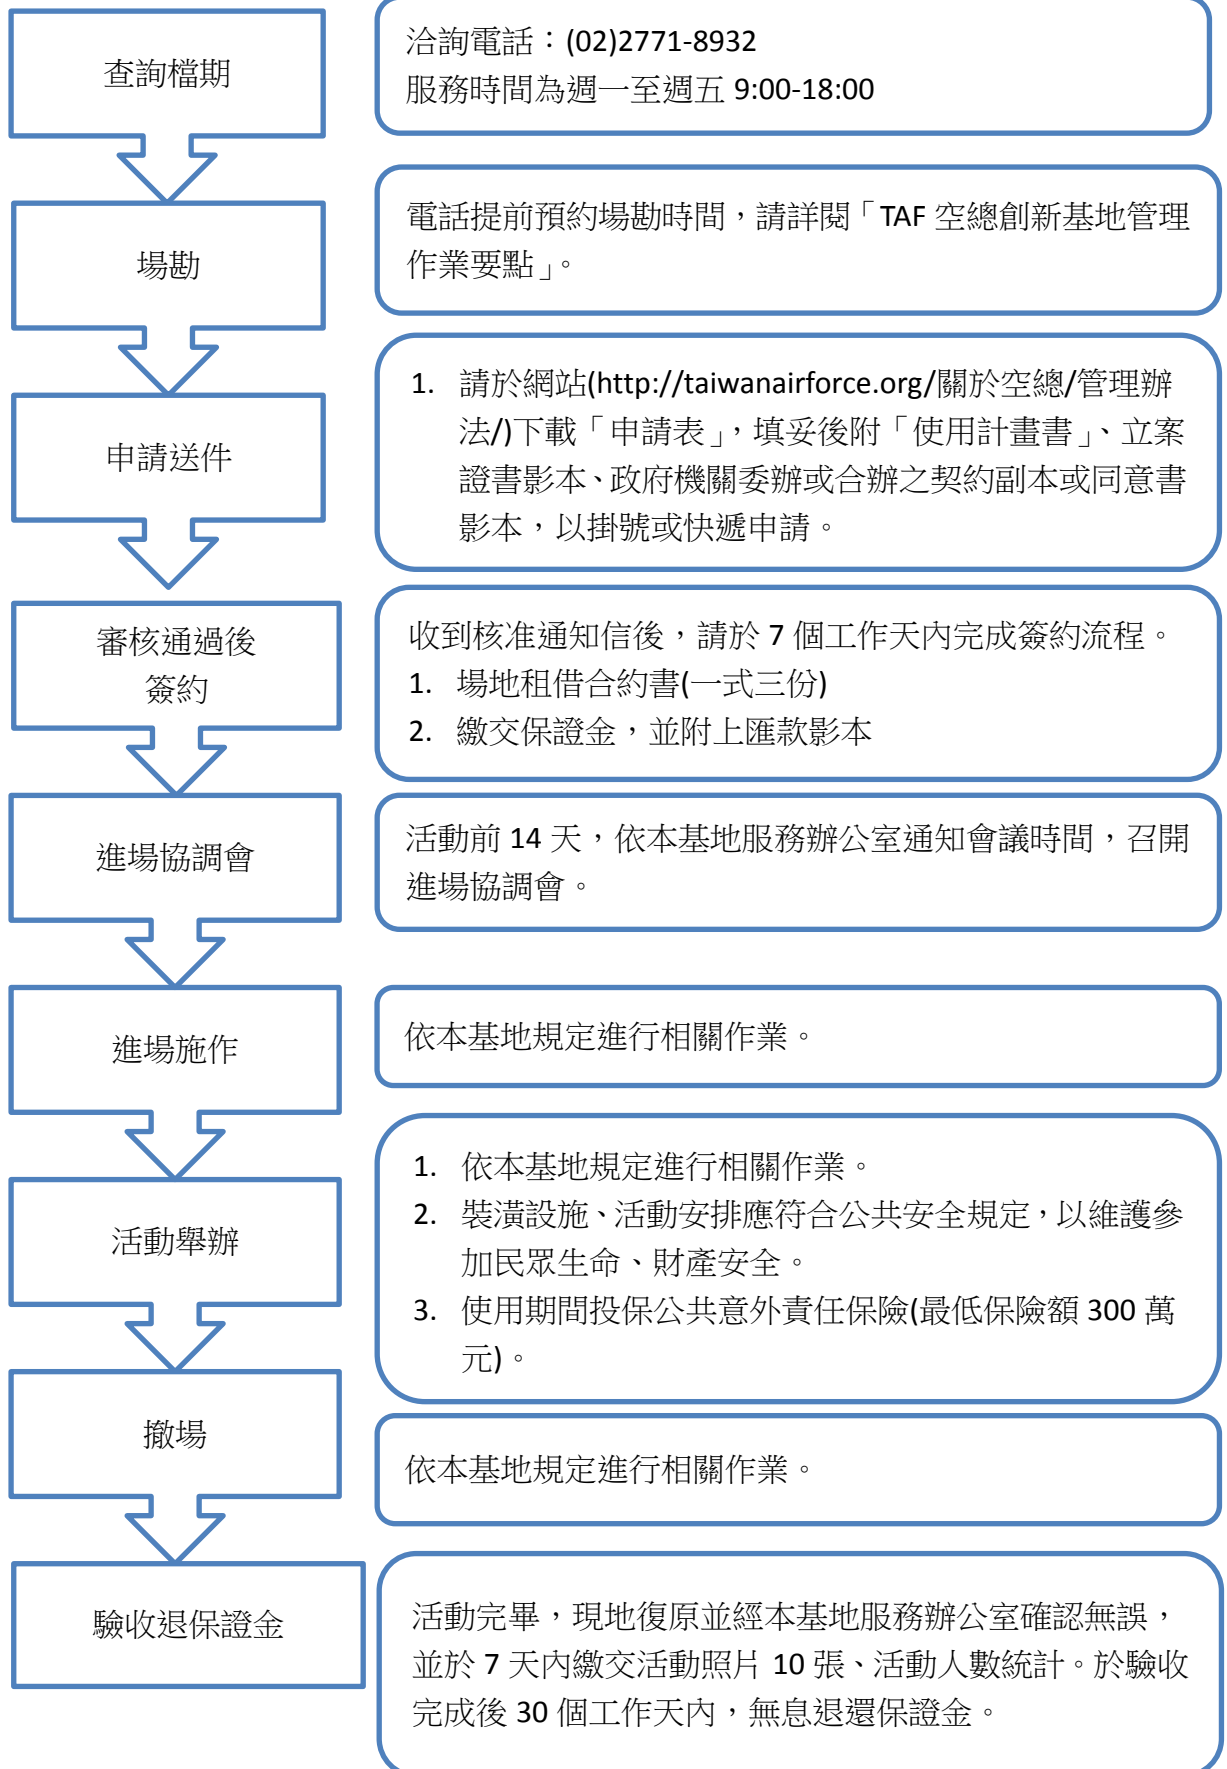 查詢檔期
洽詢電話：(02)2771-8932
服務時間為週一至週五 9:00-18:00
場勘
電話提前預約場勘時間，請詳閱「TAF 空總創新基地管理
作業要點」。
申請送件
1. 請於網站(http://taiwanairforce.org/關於空總/管理辦
法/)下載「申請表」，填妥後附「使用計畫書」、立案
證書影本、政府機關委辦或合辦之契約副本或同意書
影本，以掛號或快遞申請。
審核通過後
簽約
收到核准通知信後，請於 7 個工作天內完成簽約流程。
1. 場地租借合約書(一式三份)
2. 繳交保證金，並附上匯款影本
進場協調會
活動前 14 天，依本基地服務辦公室通知會議時間，召開
進場協調會。
進場施作
依本基地規定進行相關作業。
活動舉辦
1. 依本基地規定進行相關作業。
2. 裝潢設施、活動安排應符合公共安全規定，以維護參
加民眾生命、財產安全。
3. 使用期間投保公共意外責任保險(最低保險額 300 萬
元)。
撤場
依本基地規定進行相關作業。
驗收退保證金
活動完畢，現地復原並經本基地服務辦公室確認無誤，
並於 7 天內繳交活動照片 10 張、活動人數統計。於驗收
完成後 30 個工作天內，無息退還保證金。